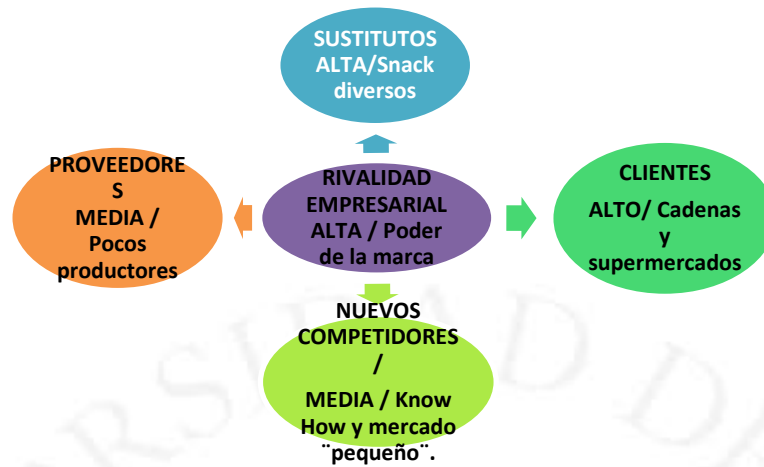 SUSTITUTOS
ALTA/Snack
diversos
PROVEEDORE
S
MEDIA /
Pocos
productores
RIVALIDAD
EMPRESARIAL
ALTA / Poder
de la marca
CLIENTES
ALTO/ Cadenas
y
supermercados
NUEVOS
COMPETIDORES
/
MEDIA / Know
How y mercado
¨pequeño¨.